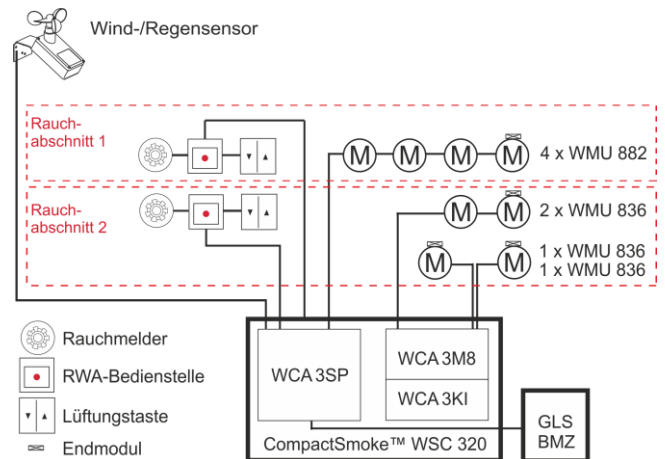 Wind-/Regensensor
Rauch-
abschnitt 1
M M M M
4 x WMU 882
Rauch-
abschnitt 2
M M
2 x WMU 836
M M
1 x WMU 836
1 x WMU 836
Rauchmelder
RWA-Bedienstelle
Lüftungstaste
Endmodul
WCA 3SP
WCA 3M8
WCA 3KI
CompactSmoke™ WSC 320
GLS
BMZ